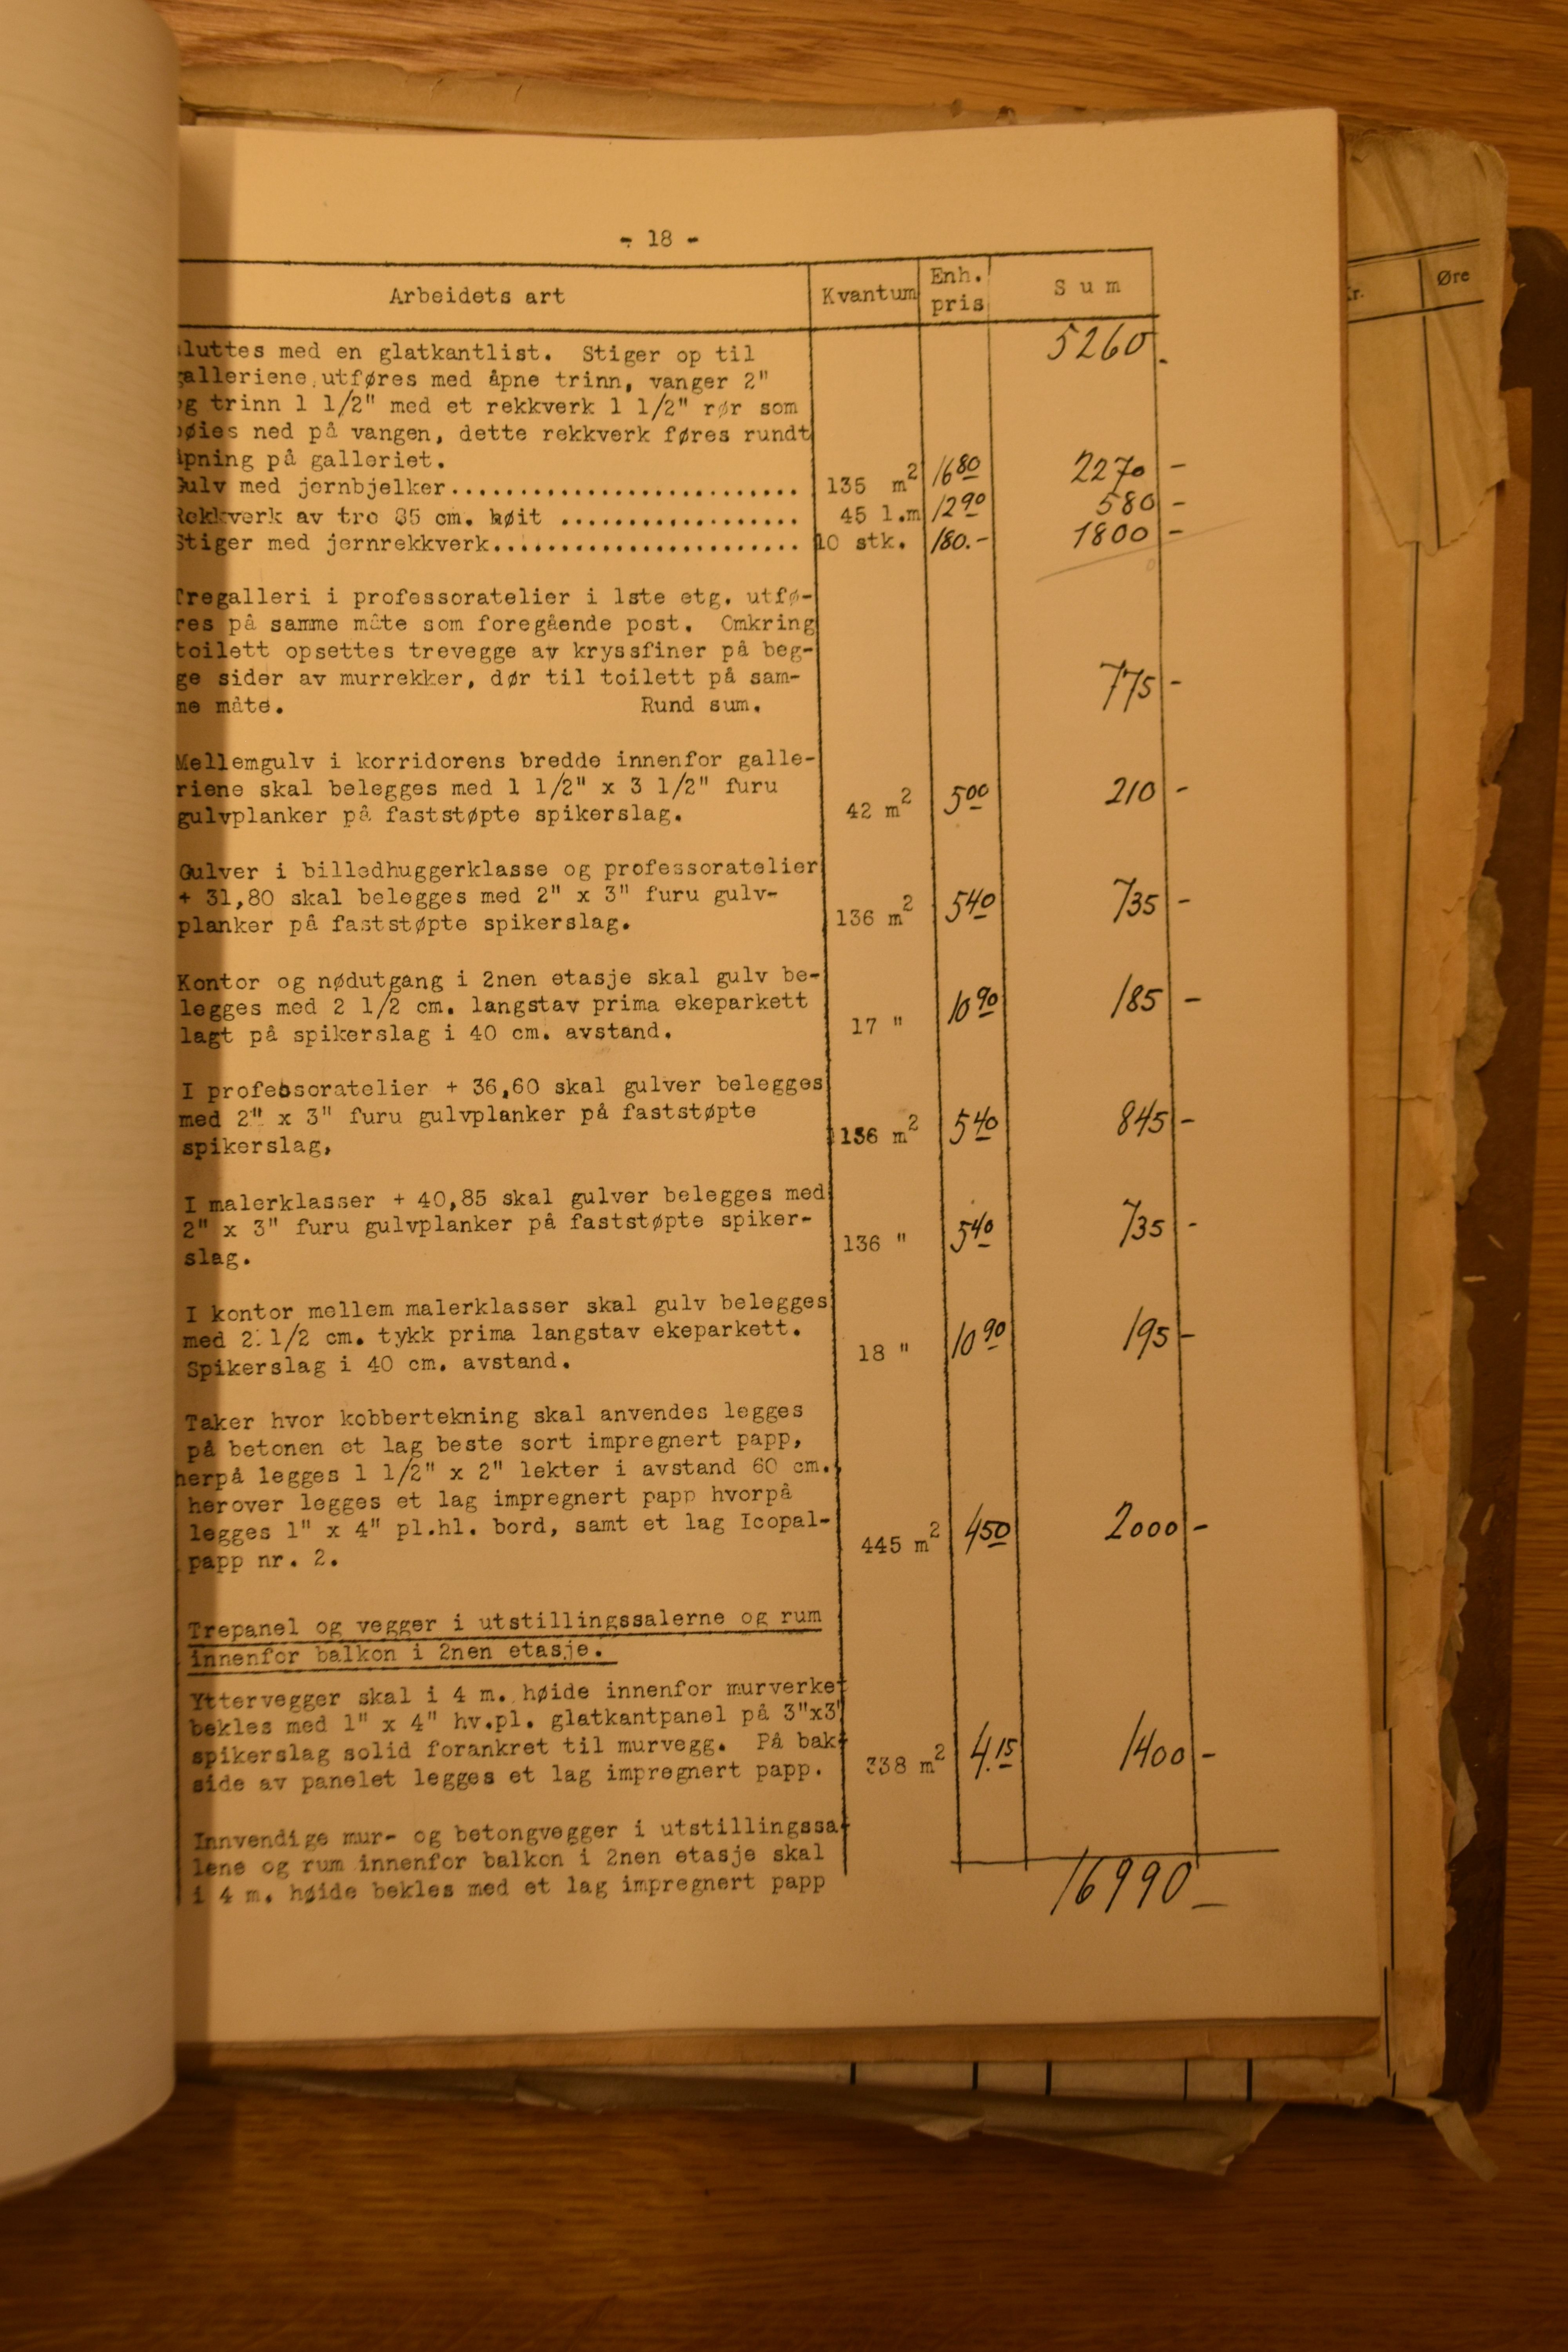 - 18 -
Arbeidets art Kvantum Enh. pris Sum
Kr. Øre
luttes med en glatkantlist. Stiger op til 5260.
alleriene utføres med åpne trinn, vanger 2"
g trinn 1 1/2" med et rekkverk 1 1/2" rør som
øies ned på vangen, dette rekkverk føres rundt
pning på galleriet.
Gulv med jernbjelker.......................... 135 m2 16 80 2270 -
Rekkverk av tre 85 cm. høit .................. 45 l.m 12 90 580 -
Stiger med jernrekkverk....................... 10 stk. 180.- 1800 -
Tregalleri i professoratelier i 1ste etg. utfø-
res på samme måte som foregående post. Omkring
toilett opsettes trevegge av kryssfiner på beg-
ge sider av murrekker, dør til toilett på sam-
me måte. Rund sum. 775 -
Mellemgulv i korridorens bredde innenfor galle-
riene skal belegges med 1 1/2" x 3 1/2" furu
gulvplanker på faststøpte spikerslag. 42 m2 5 00 210 -
Gulver i billedhuggerklasse og professoratelier
+ 31,80 skal belegges med 2" x 3" furu gulv-
planker på faststøpte spikerslag. 136 m2 5 40 735 -
Kontor og nødutgang i 2nen etasje skal gulv be-
legges med 2 1/2 cm. langstav prima ekeparkett
lagt på spikerslag i 40 cm. avstand. 17 " 10 90 185 -
I professoratelier + 36,60 skal gulver belegges
med 2" x 3" furu gulvplanker på faststøpte
spikerslag, 156 m2 5 40 845 -
I malerklasser + 40,85 skal gulver belegges med
2" x 3" furu gulvplanker på faststøpte spiker-
slag. 136 " 5 40 735 -
I kontor mellem malerklasser skal gulv belegges
med 2 1/2 cm. tykk prima langstav ekeparkett.
Spikerslag i 40 cm. avstand. 18 " 10 90 195 -
Taker hvor kobbertekning skal anvendes legges
på betonen et lag beste sort impregnert papp,
herpå legges 1 1/2" x 2" lekter i avstand 60 cm.,
herover legges et lag impregnert papp hvorpå
legges 1" x 4" pl.hl. bord, samt et lag Icopal-
papp nr. 2. 445 m2 4 50 2000 -
Trepanel og vegger i utstillingssalerne og rum
innenfor balkon i 2nen etasje.
Yttervegger skal i 4 m. høide innenfor murverket
bekles med 1" x 4" hv.pl. glatkantpanel på 3"x3"
spikerslag solid forankret til murvegg. På bak-
side av panelet legges et lag impregnert papp. 338 m2 4.15 1400 -
Innvendige mur- og betongvegger i utstillingssa-
lene og rum innenfor balkon i 2nen etasje skal
i 4 m. høide bekles med et lag impregnert papp
16990 -